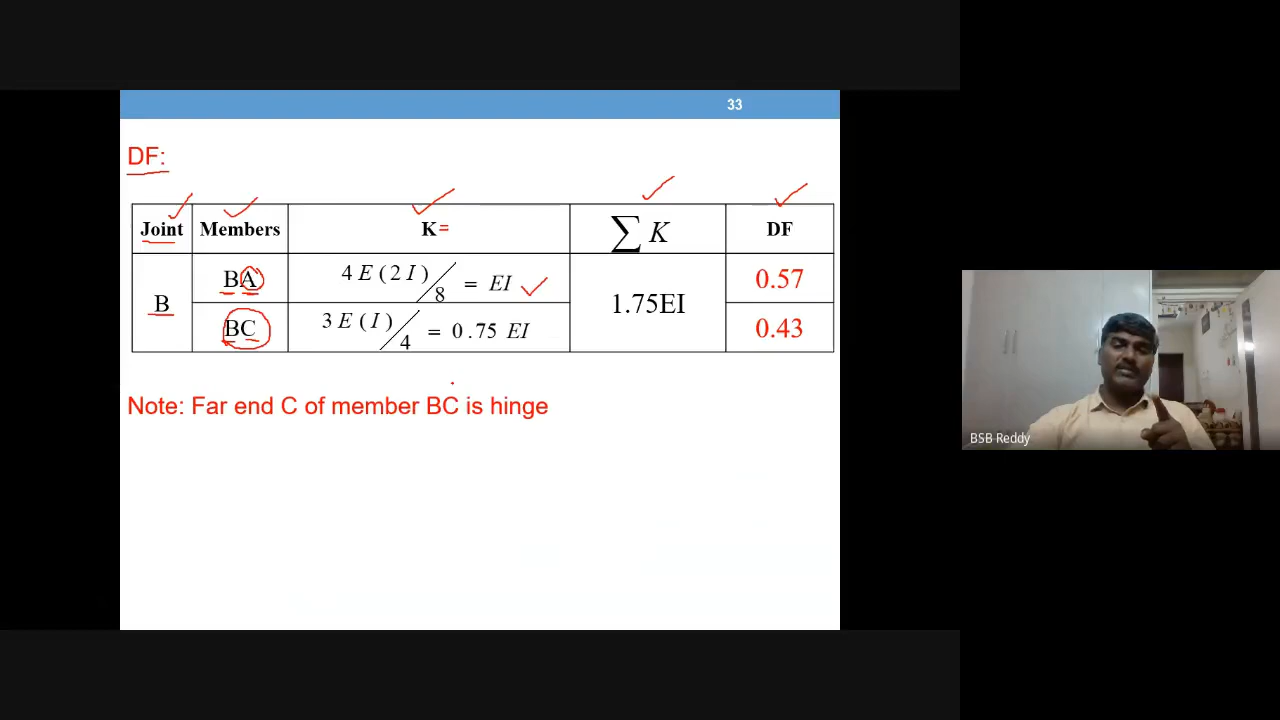 33
DF:
Joint Members K= ∑K DF
B BA 4E(2I)/8 = EI 1.75EI 0.57
BC 3E(I)/4 = 0.75 EI 0.43
Note: Far end C of member BC is hinge
BSB Reddy